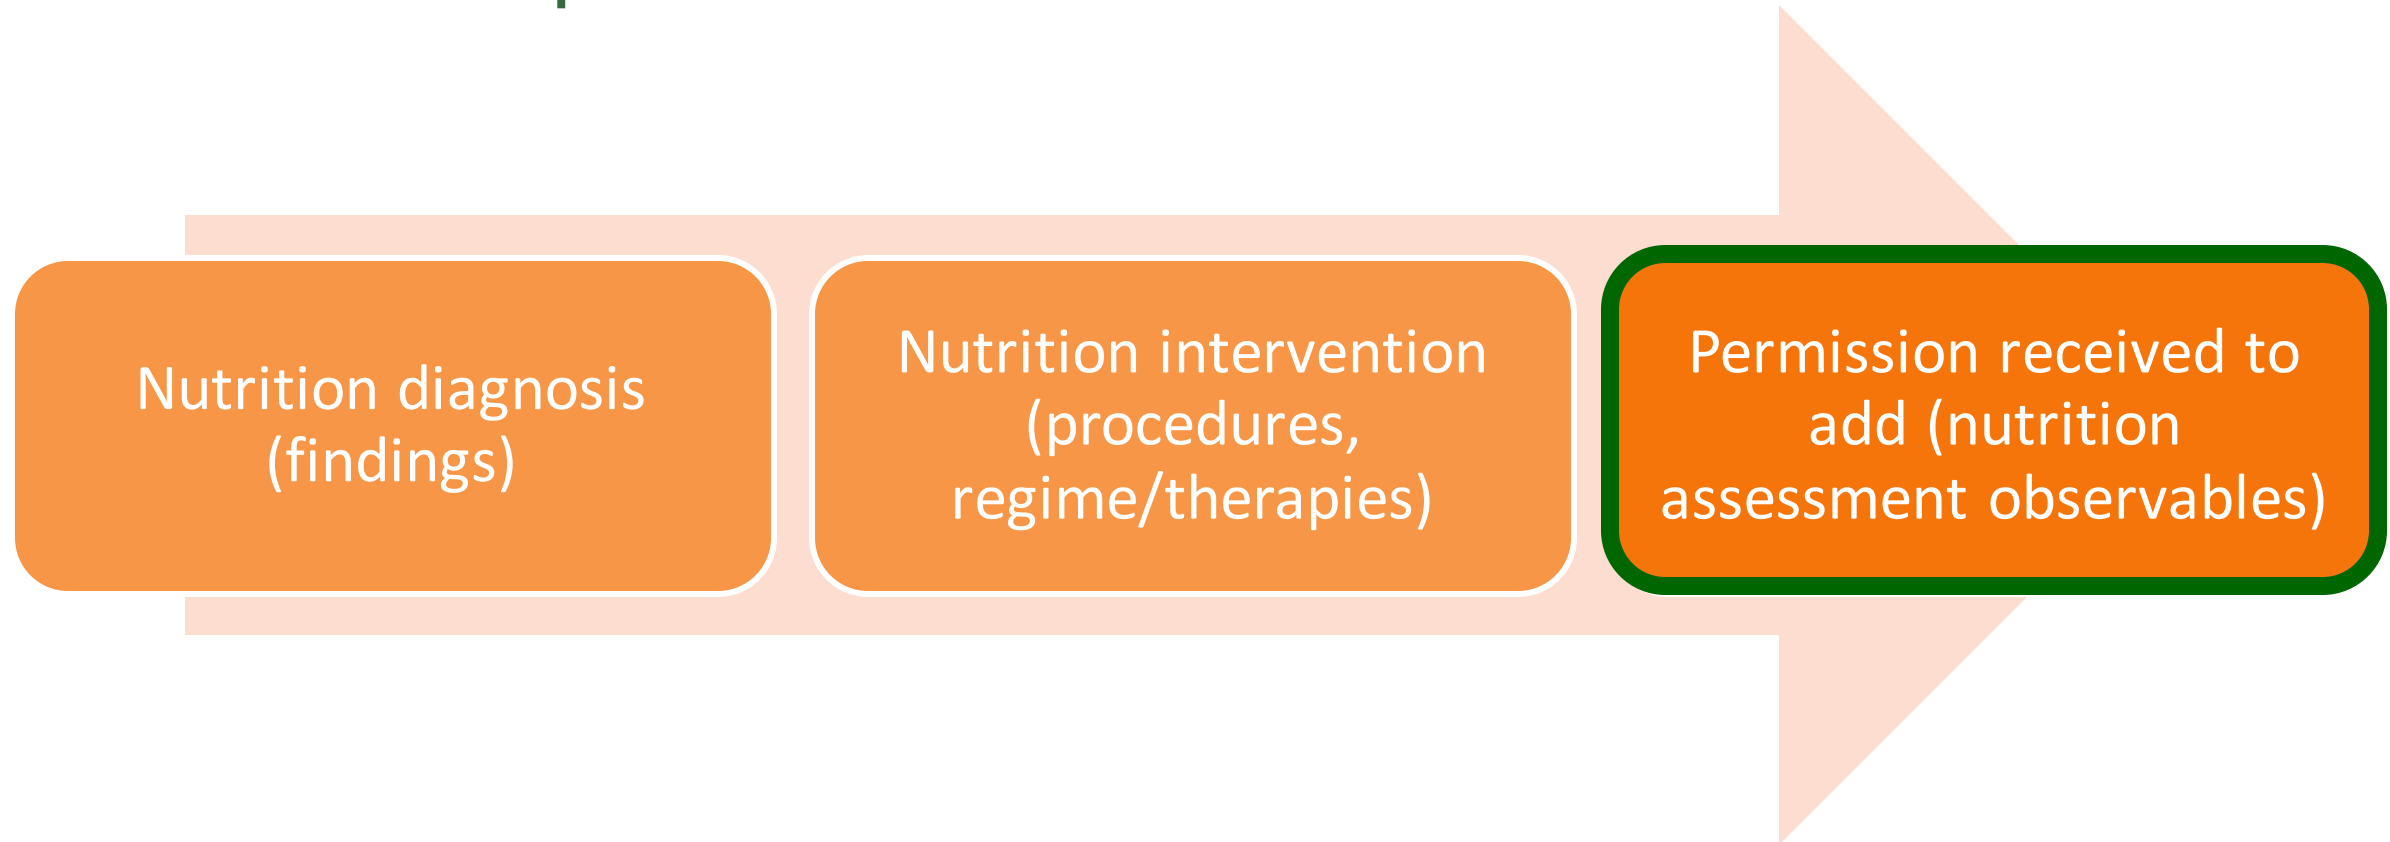 Nutrition diagnosis
(findings)
Nutrition intervention
(procedures,
regime/therapies)
Permission received to
add (nutrition
assessment observables)